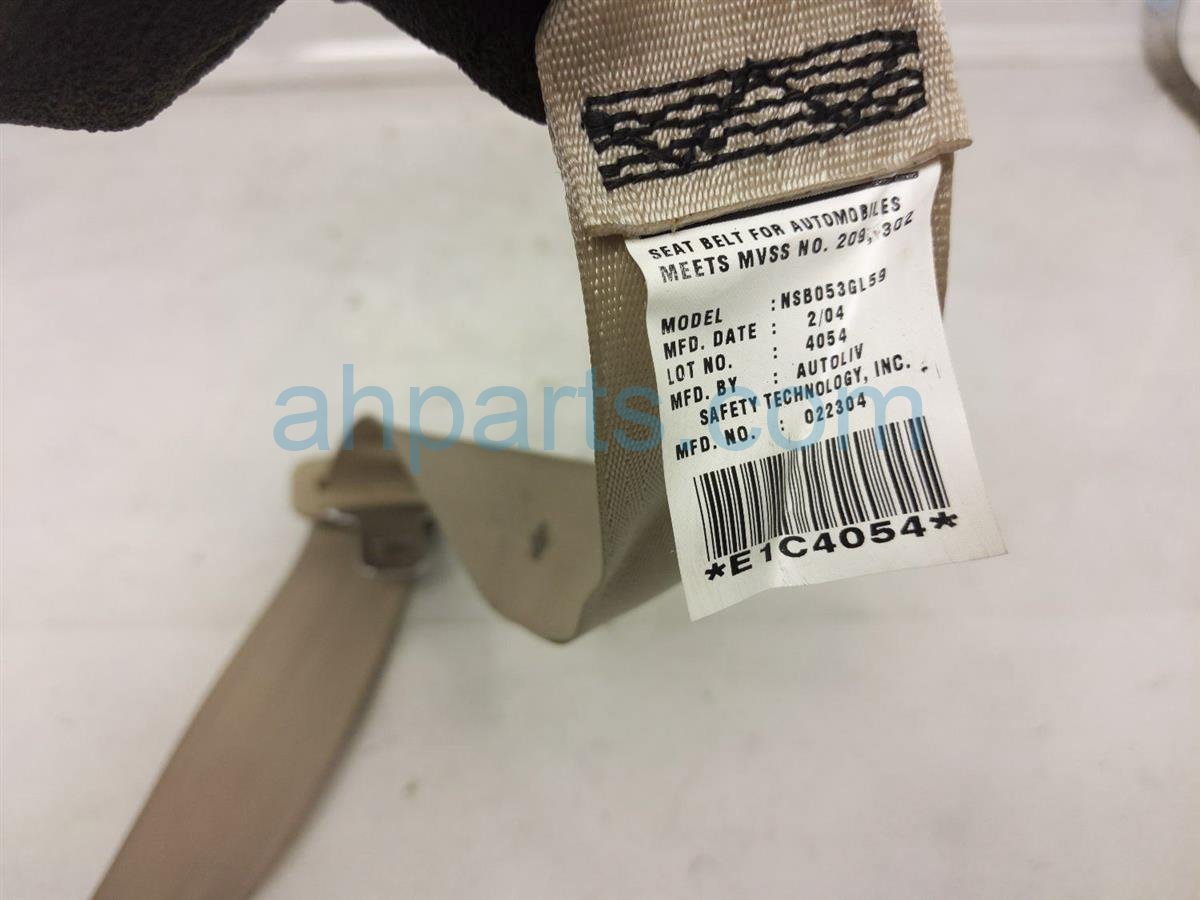 SEAT BELT FOR AUTOMOBILES
MEETS MVSS NO. 209, 302
MODEL : NSB053GL59
MFD. DATE : 2/04
LOT NO. : 4054
MFD. BY : AUTOLIV
SAFETY TECHNOLOGY, INC.
MFD. NO. : 022304
*E1C4054*
ahparts.com